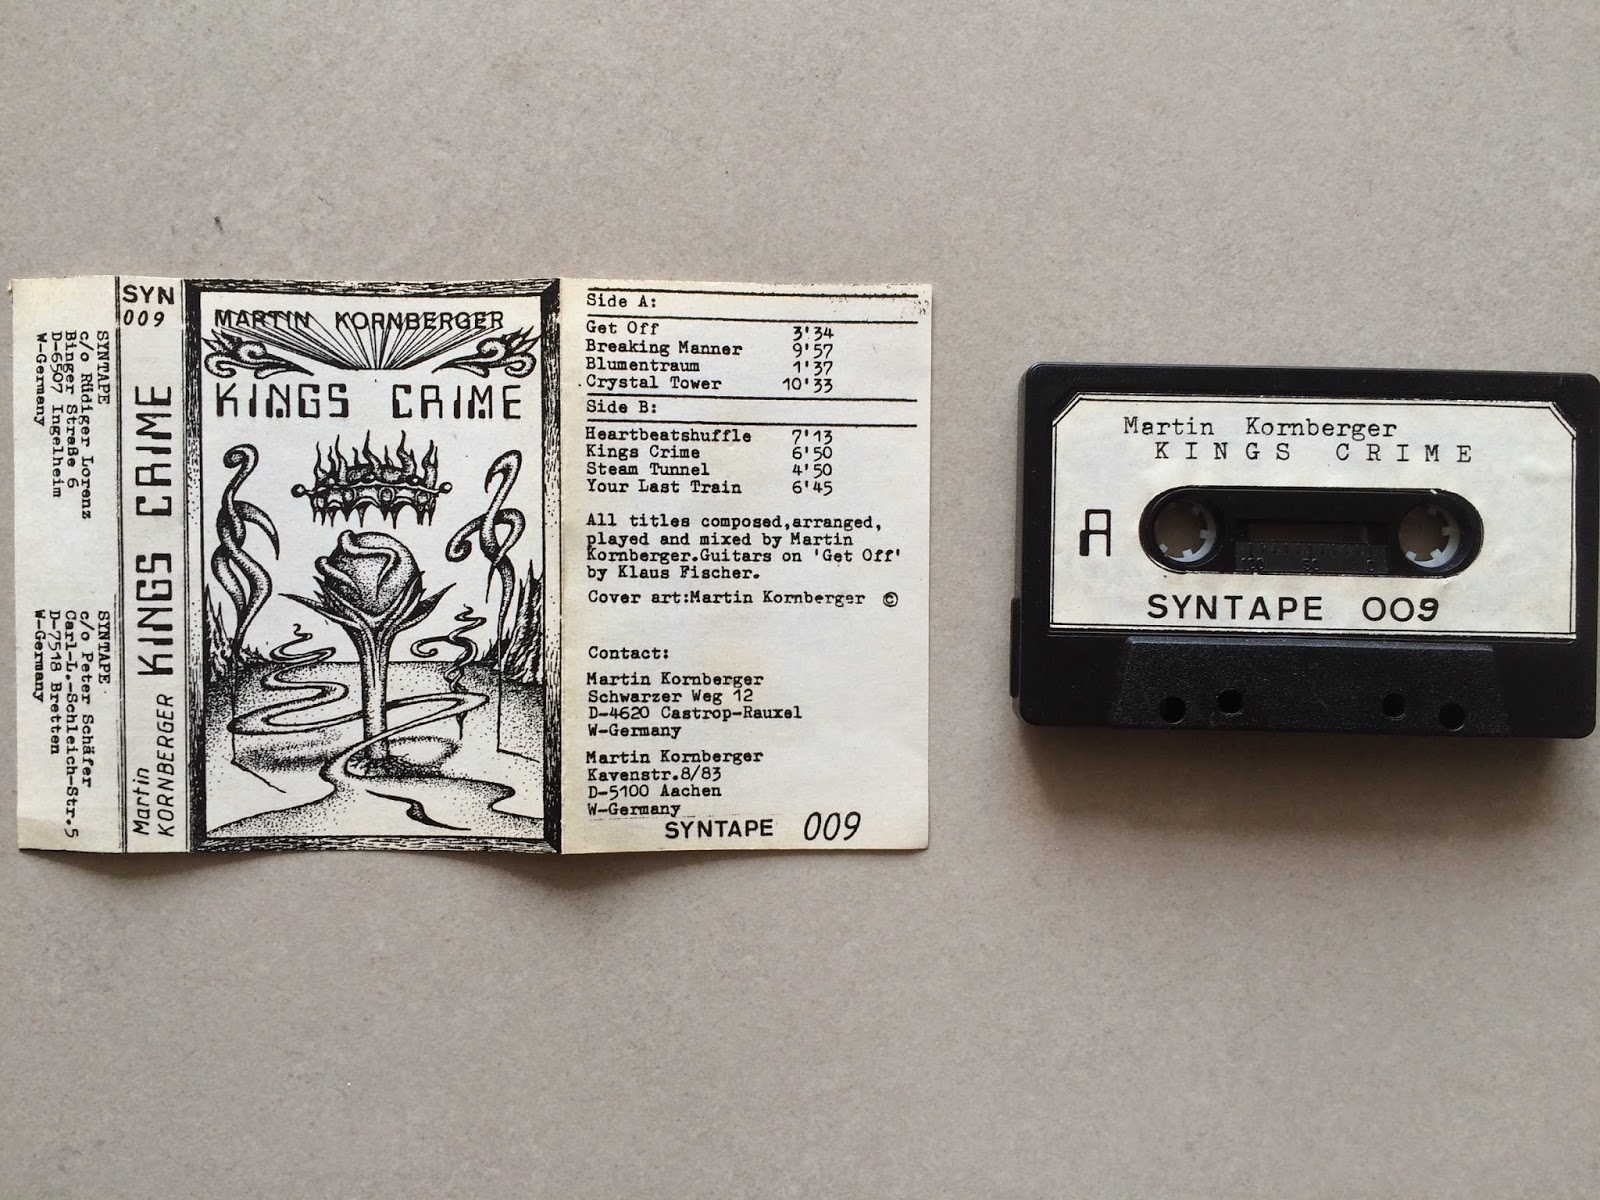 SYNTAPE
c/o Rüdiger Lorenz
Binger Straße 6
D-6507 Ingelheim
W-Germany
SYNTAPE
c/o Peter Schäfer
Carl-L.-Schleich-Str.5
D-7518 Bretten
W-Germany
SYN
009
Martin
KORNBERGER
KINGS CRIME
MARTIN KORNBERGER
KINGS CRIME
Side A:
Get Off 3'34
Breaking Manner 9'57
Blumentraum 1'37
Crystal Tower 10'33
Side B:
Heartbeatshuffle 7'13
Kings Crime 6'50
Steam Tunnel 4'50
Your Last Train 6'45
All titles composed,arranged,
played and mixed by Martin
Kornberger.Guitars on 'Get Off'
by Klaus Fischer.
Cover art:Martin Kornberger ©
Contact:
Martin Kornberger
Schwarzer Weg 12
D-4620 Castrop-Rauxel
W-Germany
Martin Kornberger
Kavenstr.8/83
D-5100 Aachen
W-Germany
SYNTAPE 009
Martin Kornberger
KINGS CRIME
A
100 50 0
SYNTAPE 009